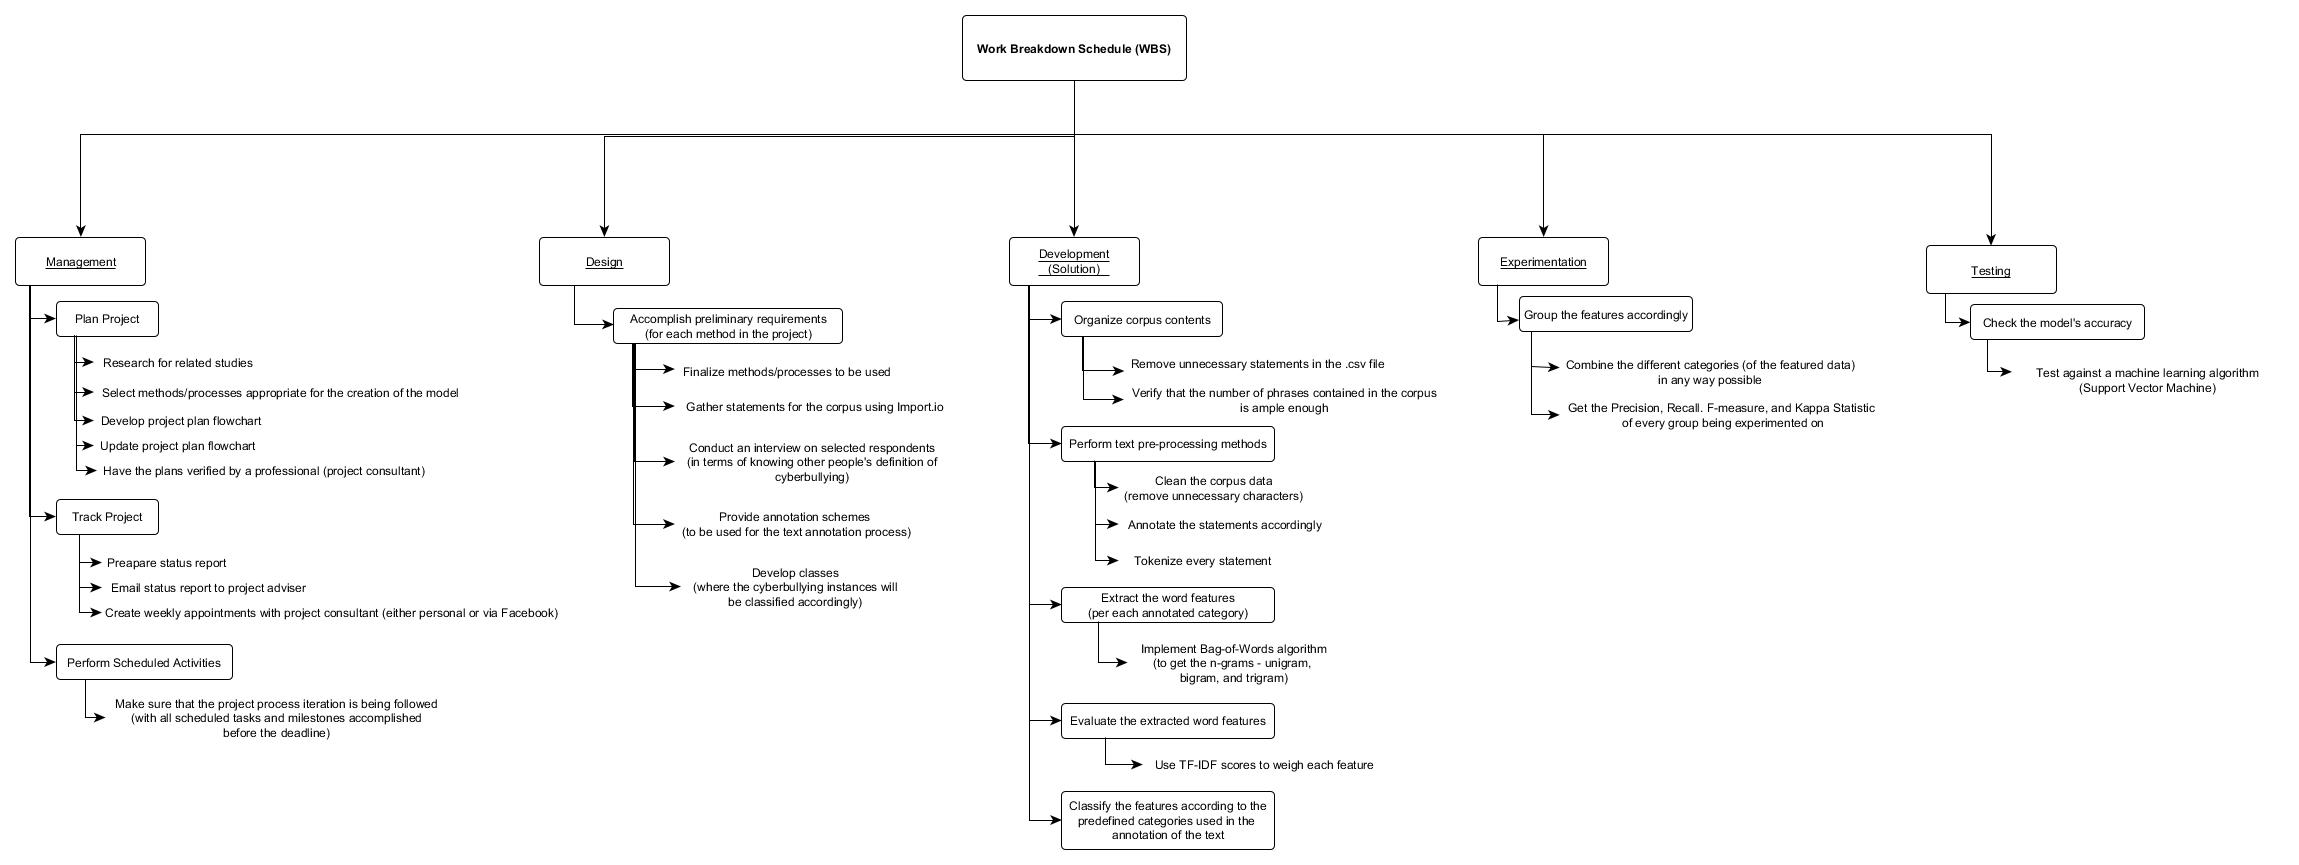 Work Breakdown Schedule (WBS)
Management
Plan Project
Research for related studies
Select methods/processes appropriate for the creation of the model
Develop project plan flowchart
Update project plan flowchart
Have the plans verified by a professional (project consultant)
Track Project
Preapare status report
Email status report to project adviser
Create weekly appointments with project consultant (either personal or via Facebook)
Perform Scheduled Activities
Make sure that the project process iteration is being followed
(with all scheduled tasks and milestones accomplished
before the deadline)
Design
Accomplish preliminary requirements
(for each method in the project)
Finalize methods/processes to be used
Gather statements for the corpus using Import.io
Conduct an interview on selected respondents
(in terms of knowing other people's definition of
cyberbullying)
Provide annotation schemes
(to be used for the text annotation process)
Develop classes
(where the cyberbullying instances will
be classified accordingly)
Development
(Solution)
Organize corpus contents
Remove unnecessary statements in the .csv file
Verify that the number of phrases contained in the corpus
is ample enough
Perform text pre-processing methods
Clean the corpus data
(remove unnecessary characters)
Annotate the statements accordingly
Tokenize every statement
Extract the word features
(per each annotated category)
Implement Bag-of-Words algorithm
(to get the n-grams - unigram,
bigram, and trigram)
Evaluate the extracted word features
Use TF-IDF scores to weigh each feature
Classify the features according to the
predefined categories used in the
annotation of the text
Experimentation
Group the features accordingly
Combine the different categories (of the featured data)
in any way possible
Get the Precision, Recall. F-measure, and Kappa Statistic
of every group being experimented on
Testing
Check the model's accuracy
Test against a machine learning algorithm
(Support Vector Machine)